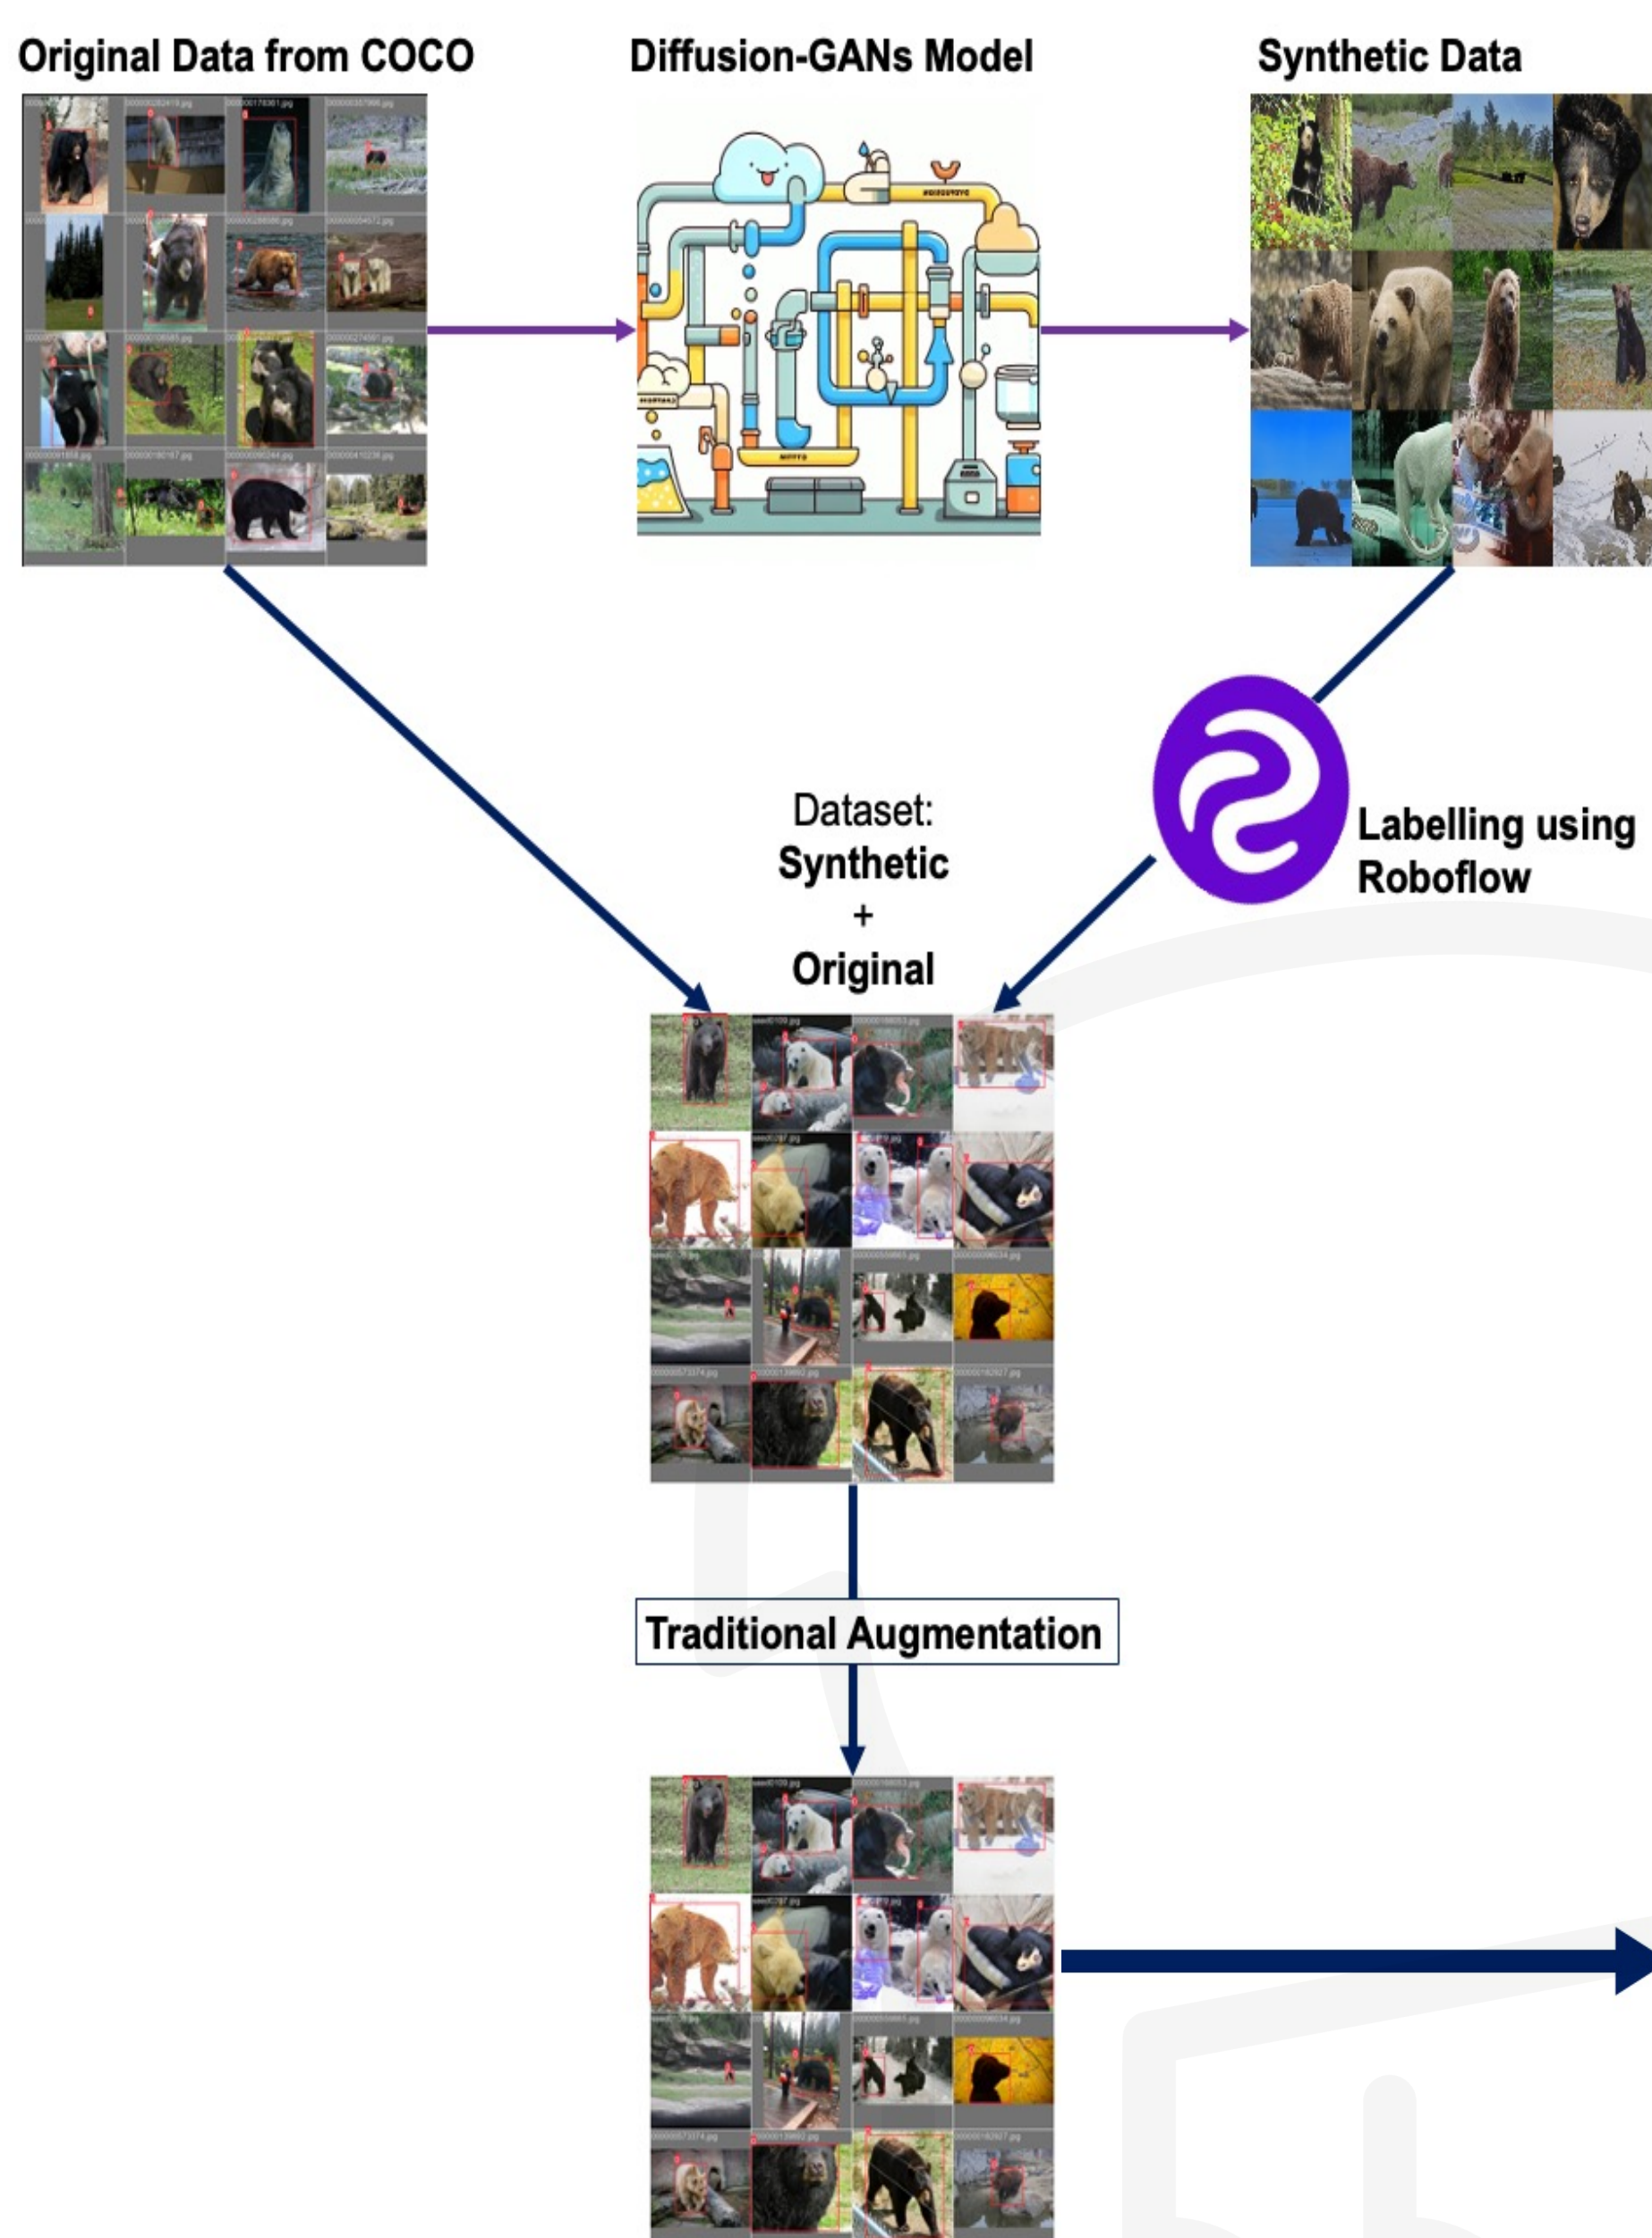 Original Data from COCO
Diffusion-GANs Model
Synthetic Data
Labelling using
Roboflow
Dataset:
Synthetic
+
Original
Traditional Augmentation